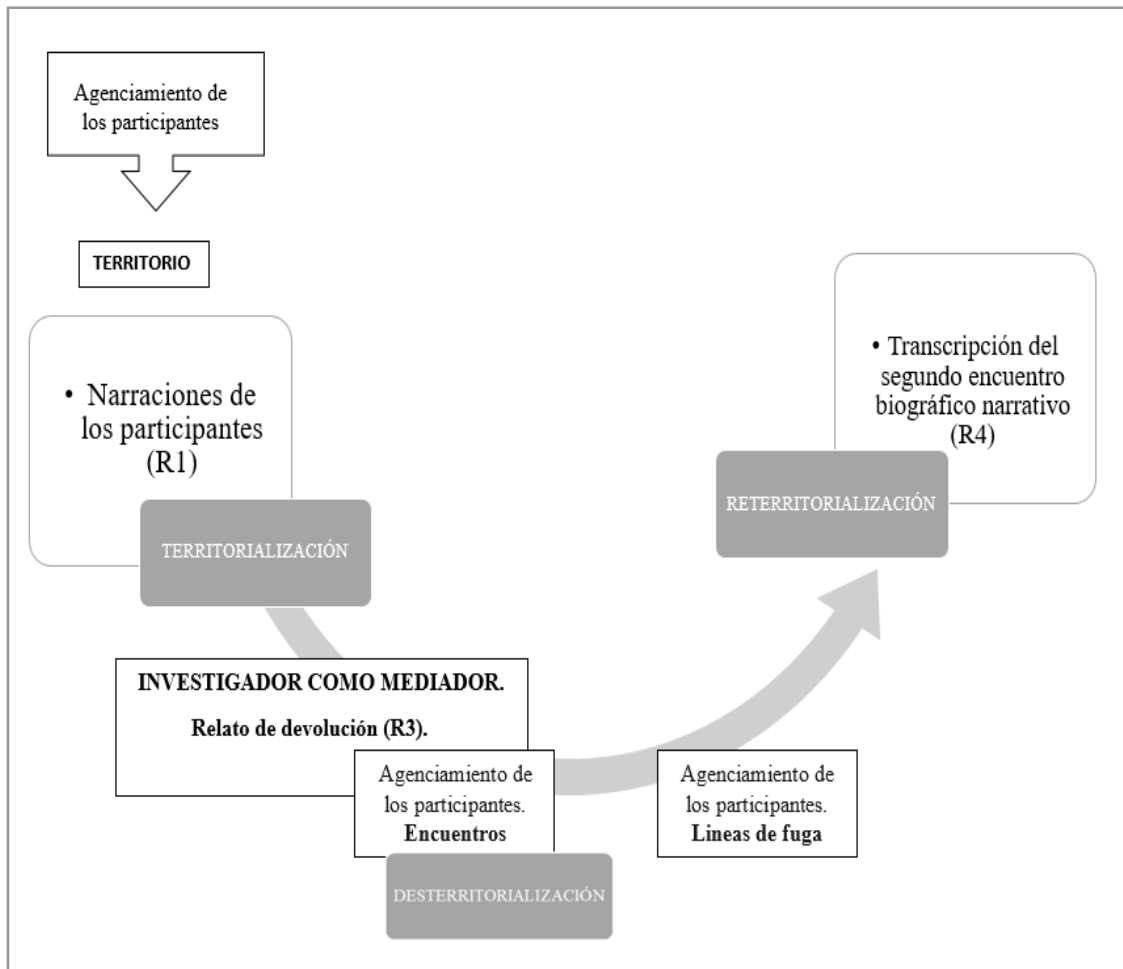 Agenciamiento de
los participantes
TERRITORIO
• Narraciones de
los participantes
(R1)
TERRITORIALIZACIÓN
• Transcripción del
segundo encuentro
biográfico narrativo
(R4)
RETERRITORIALIZACIÓN
INVESTIGADOR COMO MEDIADOR.
Relato de devolución (R3).
Agenciamiento de
los participantes.
Encuentros
DESTERRITORIALIZACIÓN
Agenciamiento de
los participantes.
Lineas de fuga